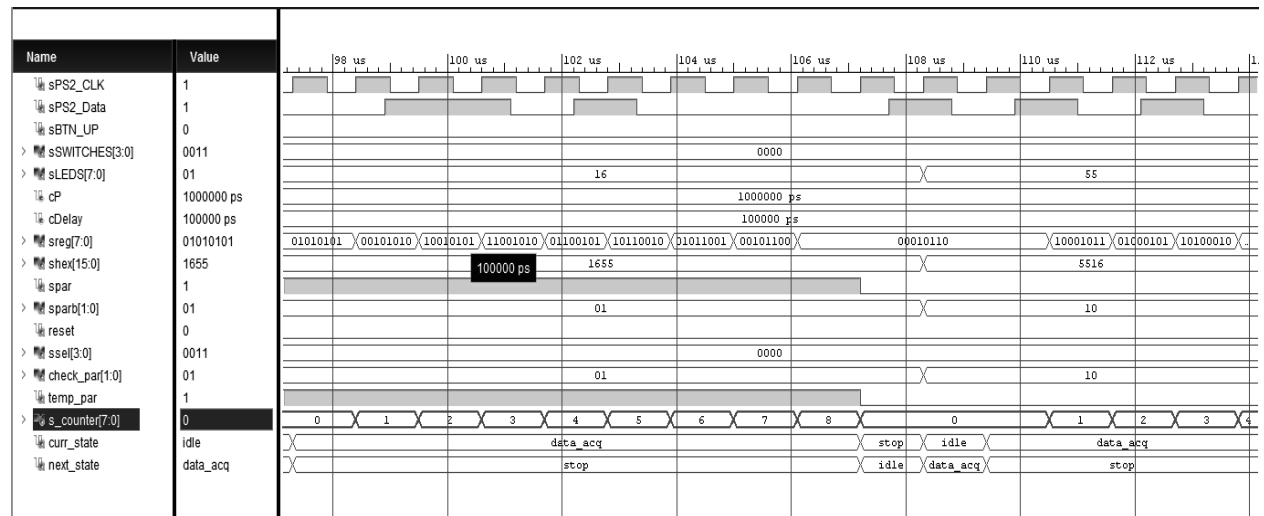 Name Value 98 us 100 us 102 us 104 us 106 us 108 us 110 us 112 us
sPS2_CLK 1
sPS2_Data 1
sBTN_UP 0
> sSWITCHES[3:0] 0011 0000
> sLEDS[7:0] 01 16 55
cP 1000000 ps 1000000 ps
cDelay 100000 ps 100000 ps
> sreg[7:0] 01010101 01010101 00101010 10010101 11001010 01100101 10110010 01011001 00101100 00010110 10001011 01000101 10100010 ..
> shex[15:0] 1655 1655 5516
100000 ps
spar 1
> sparb[1:0] 01 01 10
reset 0
> ssel[3:0] 0011 0000
> check_par[1:0] 01 01 10
temp_par 1
> s_counter[7:0] 0 0 1 2 3 4 5 6 7 8 0 1 2 3 4
curr_state idle data_acq stop idle data_acq
next_state data_acq stop idle data_acq stop